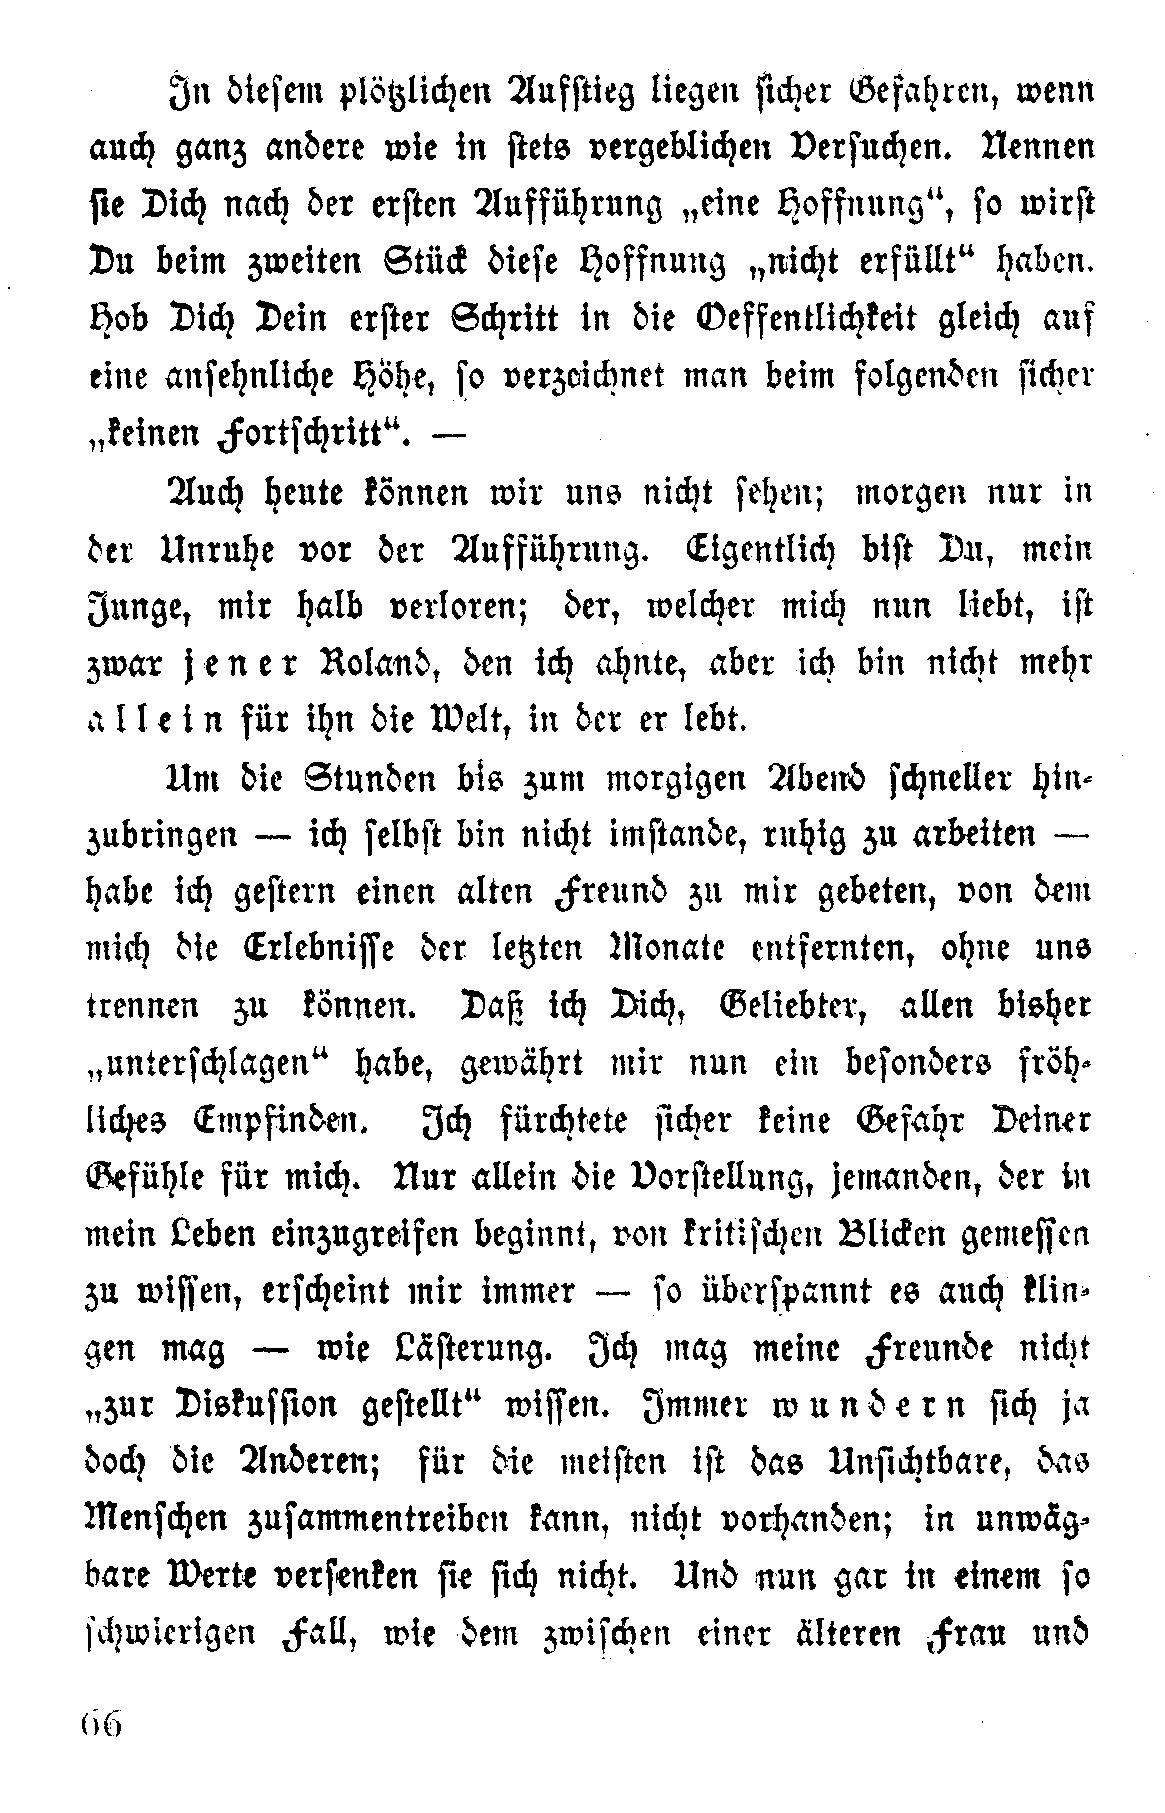 In diesem plötzlichen Aufstieg liegen sicher Gefahren, wenn
auch ganz andere wie in stets vergeblichen Versuchen. Nennen
sie Dich nach der ersten Aufführung „eine Hoffnung“, so wirst
Du beim zweiten Stück diese Hoffnung „nicht erfüllt“ haben.
Hob Dich Dein erster Schritt in die Oeffentlichkeit gleich auf
eine ansehnliche Höhe, so verzeichnet man beim folgenden sicher
„keinen Fortschritt“. —
Auch heute können wir uns nicht sehen; morgen nur in
der Unruhe vor der Aufführung. Eigentlich bist Du, mein
Junge, mir halb verloren; der, welcher mich nun liebt, ist
zwar jener Roland, den ich ahnte, aber ich bin nicht mehr
allein für ihn die Welt, in der er lebt.
Um die Stunden bis zum morgigen Abend schneller hin-
zubringen — ich selbst bin nicht imstande, ruhig zu arbeiten —
habe ich gestern einen alten Freund zu mir gebeten, von dem
mich die Erlebnisse der letzten Monate entfernten, ohne uns
trennen zu können. Daß ich Dich, Geliebter, allen bisher
„unterschlagen“ habe, gewährt mir nun ein besonders fröh-
liches Empfinden. Ich fürchtete sicher keine Gefahr Deiner
Gefühle für mich. Nur allein die Vorstellung, jemanden, der in
mein Leben einzugreifen beginnt, von kritischen Blicken gemessen
zu wissen, erscheint mir immer — so überspannt es auch klin-
gen mag — wie Lästerung. Ich mag meine Freunde nicht
„zur Diskussion gestellt“ wissen. Immer wundern sich ja
doch die Anderen; für die meisten ist das Unsichtbare, das
Menschen zusammentreiben kann, nicht vorhanden; in unwäg-
bare Werte versenken sie sich nicht. Und nun gar in einem so
schwierigen Fall, wie dem zwischen einer älteren Frau und
66